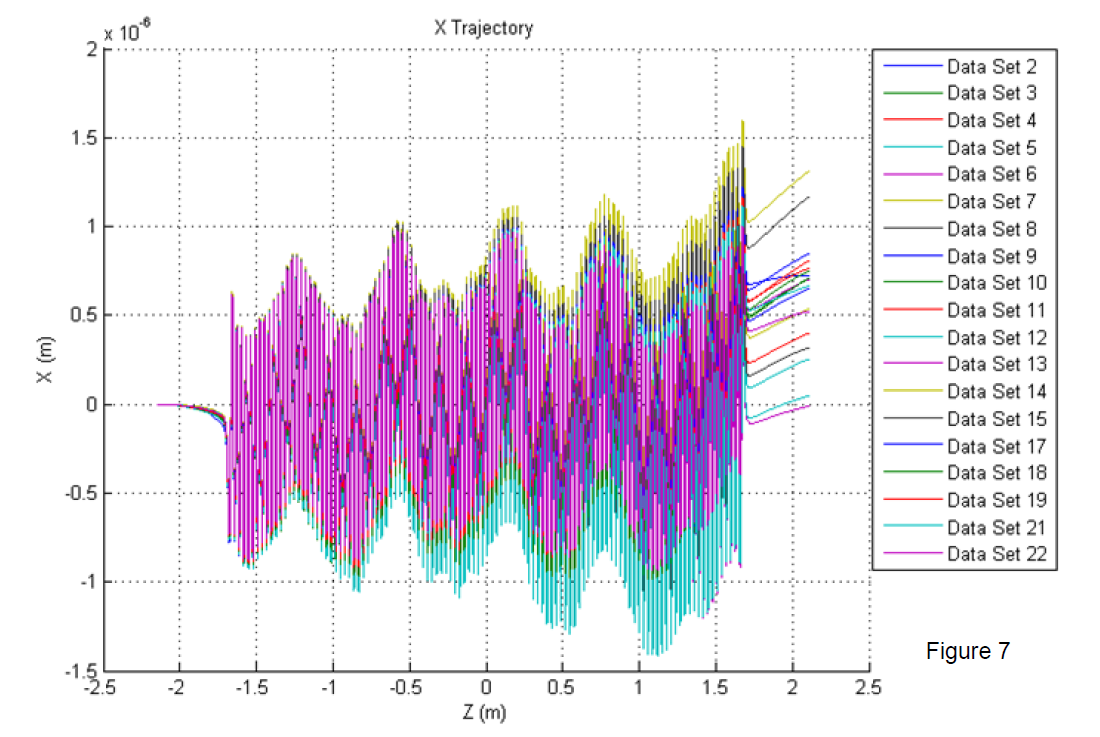 x 10^-6
X Trajectory
2
1.5
1
0.5
0
-0.5
-1
-1.5
X (m)
-2.5 -2 -1.5 -1 -0.5 0 0.5 1 1.5 2 2.5
Z (m)
Data Set 2
Data Set 3
Data Set 4
Data Set 5
Data Set 6
Data Set 7
Data Set 8
Data Set 9
Data Set 10
Data Set 11
Data Set 12
Data Set 13
Data Set 14
Data Set 15
Data Set 17
Data Set 18
Data Set 19
Data Set 21
Data Set 22
Figure 7